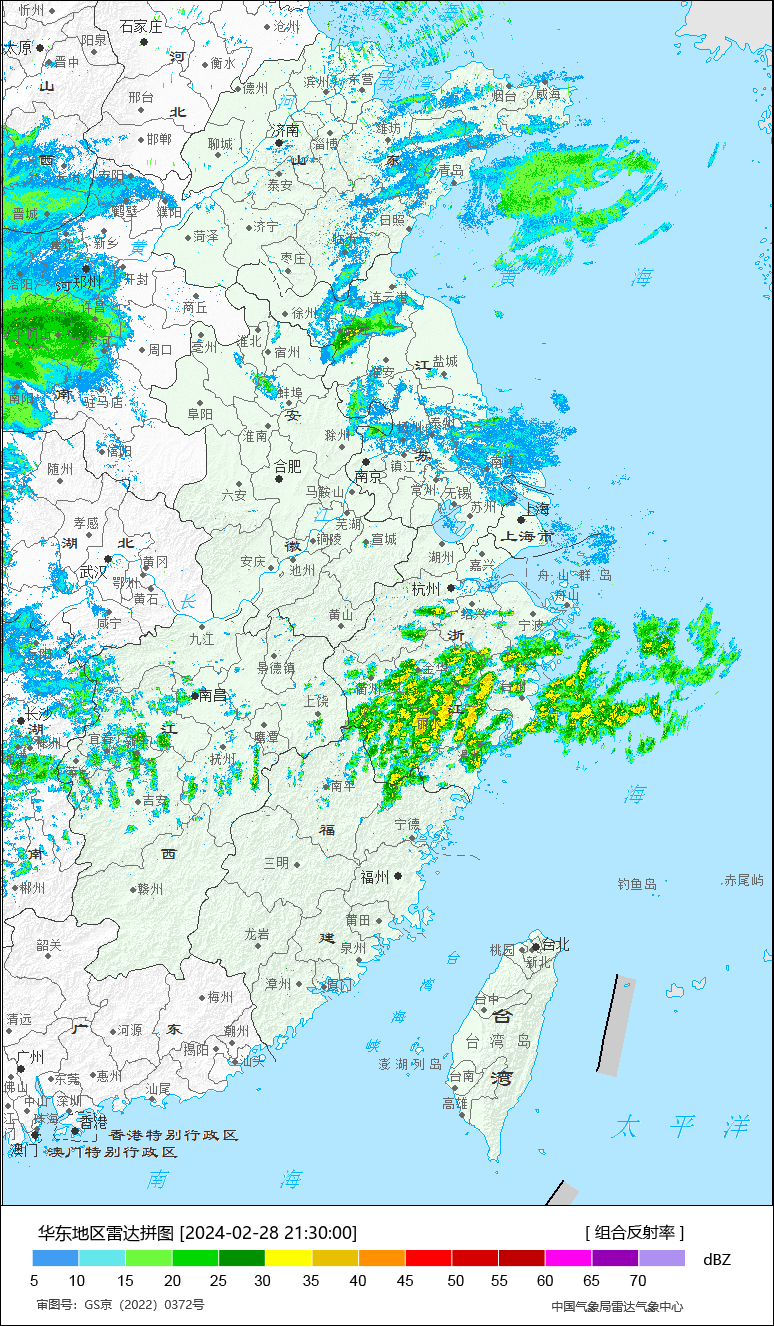 忻州
石家庄
沧州
太原
阳泉
河
晋中
衡水
滨州
东营
渤海
山
德州
河
烟台
威海
邢台
北
济南
潍坊
聊城
淄博
邯郸
山
东
西
青岛
长治
安阳
泰安
鹤壁
濮阳
晋城
日照
菏泽
济宁
临沂
新乡
黄
枣庄
黄
海
郑州
开封
洛阳
河
连云港
许昌
商丘
徐州
漯河
周口
亳州
淮北
宿州
江
盐城
淮安
南阳
南
驻马店
蚌埠
阜阳
安
淮南
滁州
扬州
泰州
信阳
合肥
镇江
苏
南通
随州
南京
六安
马鞍山
常州
无锡
苏州
上海
孝感
江
芜湖
湖
北
徽
铜陵
宣城
上海市
黄冈
安庆
池州
湖州
嘉兴
武汉
鄂州
舟山群岛
黄石
长
杭州
舟山
咸宁
黄山
绍兴
宁波
九江
浙
岳阳
景德镇
金华
衢州
台州
南昌
上饶
长沙
江
丽水
江
湖
鹰潭
宜春
新余
株洲
抚州
萍乡
南平
吉安
海
福
宁德
南
西
三明
福州
钓鱼岛
赤尾屿
郴州
赣州
莆田
龙岩
建
韶关
泉州
台北
桃园
新北
台
漳州
厦门
湾
梅州
台中
清远
海
台
广
东
河源
潮州
峡
台湾岛
揭阳
广州
汕头
澎湖列岛
佛山
东莞
惠州
台南
湾
汕尾
中山
深圳
高雄
江门
珠海
香港
太平洋
香港特别行政区
澳门
澳门特别行政区
南
海
华东地区雷达拼图 [2024-02-28 21:30:00]
[ 组合反射率 ]
dBZ
5 10 15 20 25 30 35 40 45 50 55 60 65 70
审图号：GS京（2022）0372号
中国气象局雷达气象中心